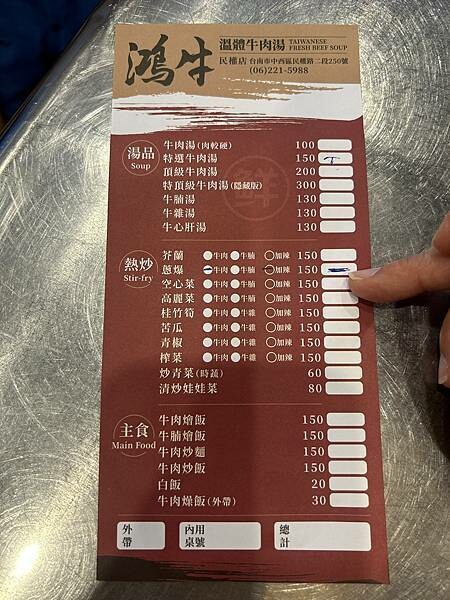 鴻牛
溫體牛肉湯 TAIWANESE FRESH BEEF SOUP
民權店 台南市中西區民權路二段250號
(06)221-5988
湯品 Soup
鮮
牛肉湯(肉較硬) 100
特選牛肉湯 150
頂級牛肉湯 200
特頂級牛肉湯(隱藏版) 300
牛腩湯 130
牛雜湯 130
牛心肝湯 130
熱炒 Stir-fry
芥蘭 牛肉 牛腩 加辣 150
蔥爆 牛肉 牛腩 加辣 150
空心菜 牛肉 牛腩 加辣 150
高麗菜 牛肉 牛腩 加辣 150
桂竹筍 牛肉 牛腩 加辣 150
苦瓜 牛肉 牛雜 加辣 150
青椒 牛肉 牛雜 加辣 150
榨菜 牛肉 牛雜 加辣 150
炒青菜(時蔬) 60
清炒娃娃菜 80
主食 Main Food
牛肉燴飯 150
牛腩燴飯 150
牛肉炒麵 150
牛肉炒飯 150
白飯 20
牛肉燥飯(外帶) 30
外帶
內用桌號
總計